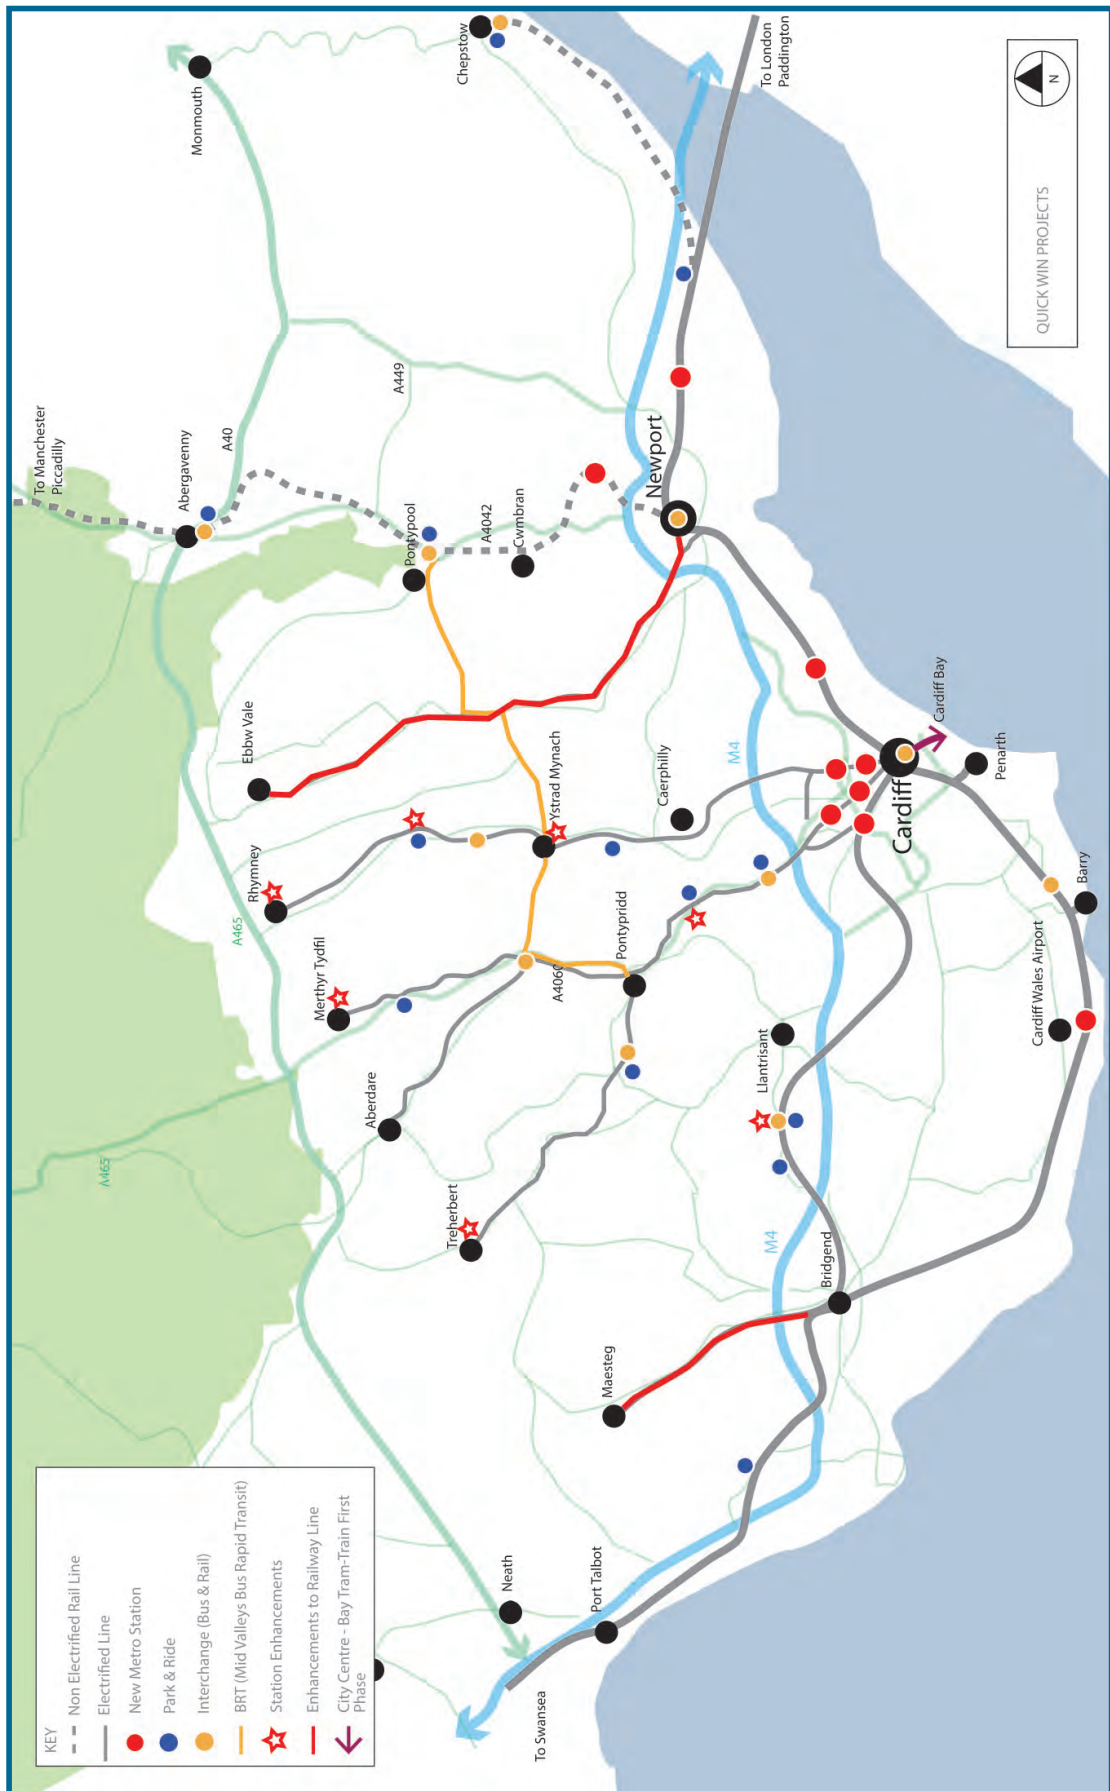 KEY
Non Electrified Rail Line
Electrified Line
New Metro Station
Park & Ride
Interchange (Bus & Rail)
BRT (Mid Valleys Bus Rapid Transit)
Station Enhancements
Enhancements to Railway Line
City Centre - Bay Tram-Train First
Phase
To Swansea
Neath
Port Talbot
Maesteg
Bridgend
Treherbert
Aberdare
Merthyr Tydfil
Rhymney
Ebbw Vale
A465
A465
A4060
Pontypridd
Llantrisant
M4
M4
Cardiff Wales Airport
Barry
Penarth
Cardiff
Cardiff Bay
Caerphilly
Ystrad Mynach
Newport
Cwmbran
A4042
Pontypool
Abergavenny
To Manchester
Piccadilly
A40
A449
Monmouth
Chepstow
To London
Paddington
QUICK WIN PROJECTS
N